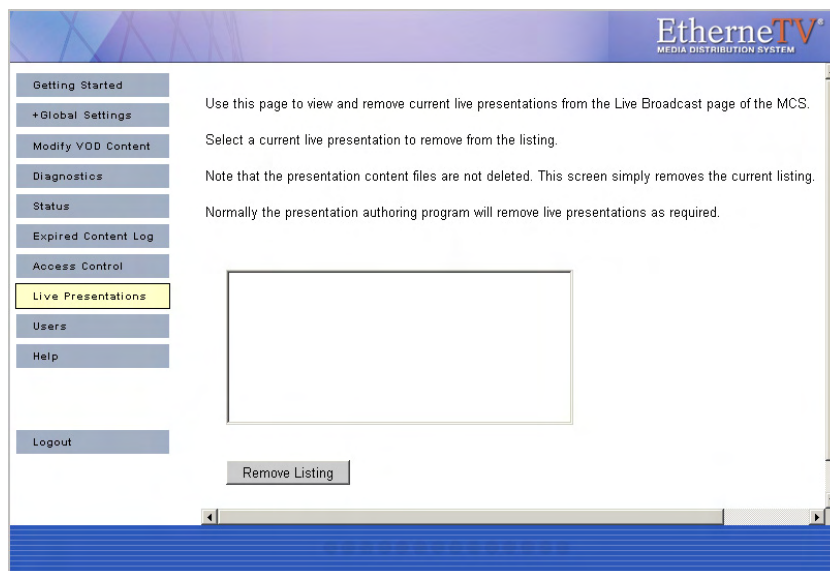 EtherneTV®
MEDIA DISTRIBUTION SYSTEM
Getting Started
+Global Settings
Modify VOD Content
Diagnostics
Status
Expired Content Log
Access Control
Live Presentations
Users
Help
Logout
Use this page to view and remove current live presentations from the Live Broadcast page of the MCS.
Select a current live presentation to remove from the listing.
Note that the presentation content files are not deleted. This screen simply removes the current listing.
Normally the presentation authoring program will remove live presentations as required.
Remove Listing